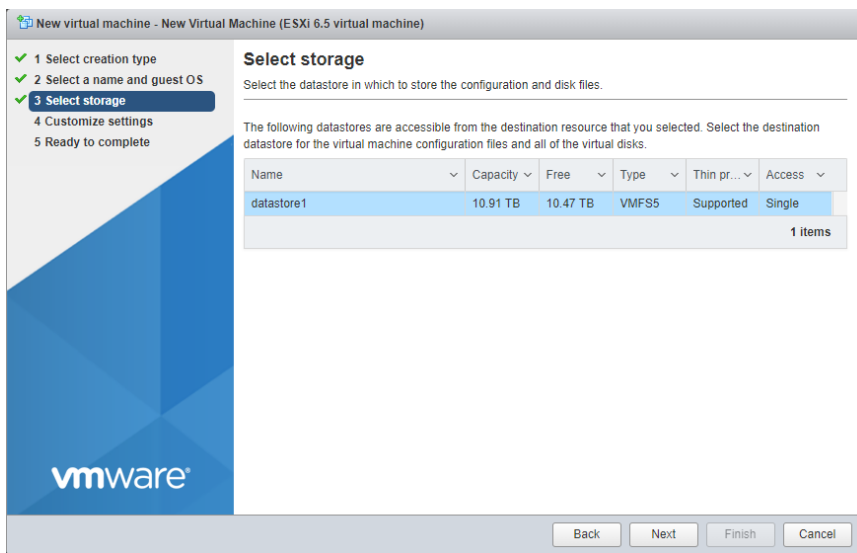 New virtual machine - New Virtual Machine (ESXi 6.5 virtual machine)
1 Select creation type
2 Select a name and guest OS
3 Select storage
4 Customize settings
5 Ready to complete
Select storage
Select the datastore in which to store the configuration and disk files.
The following datastores are accessible from the destination resource that you selected. Select the destination
datastore for the virtual machine configuration files and all of the virtual disks.
Name Capacity Free Type Thin pr... Access
datastore1 10.91 TB 10.47 TB VMFS5 Supported Single
1 items
vmware®
Back Next Finish Cancel